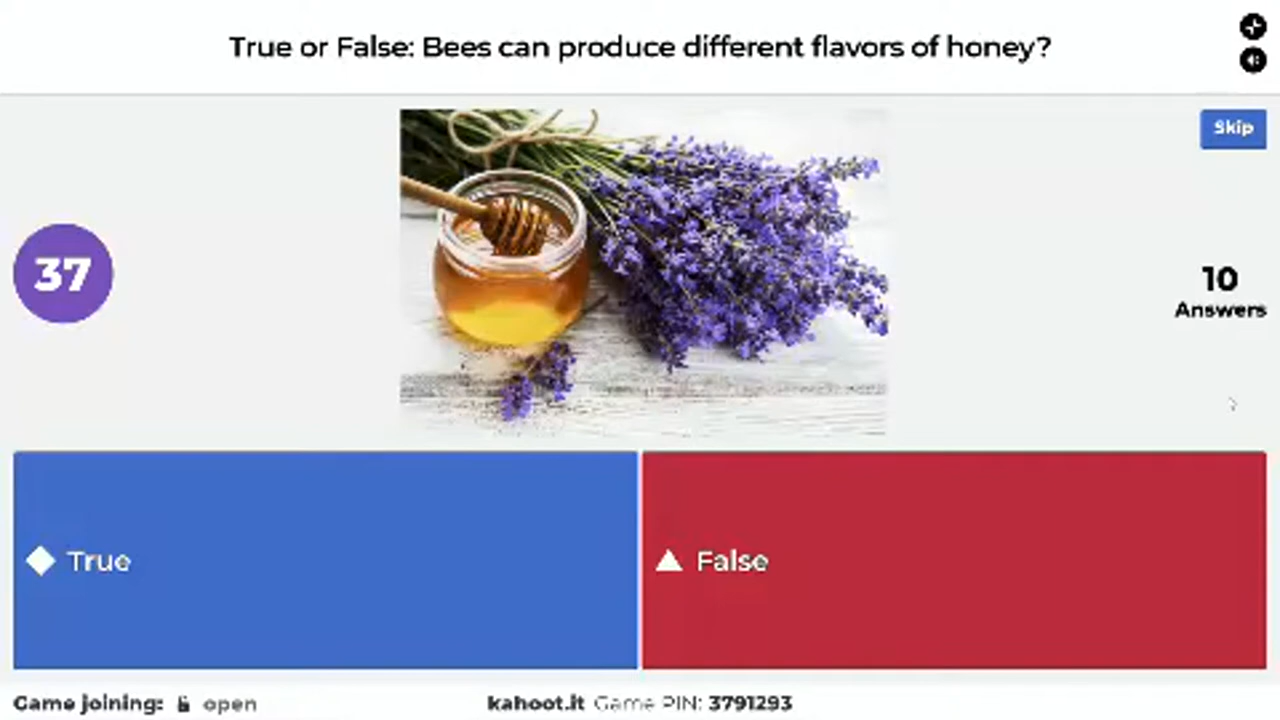 True or False: Bees can produce different flavors of honey?
Skip
37
10
Answers
True
False
Game joining: open
kahoot.it Game PIN: 3791293